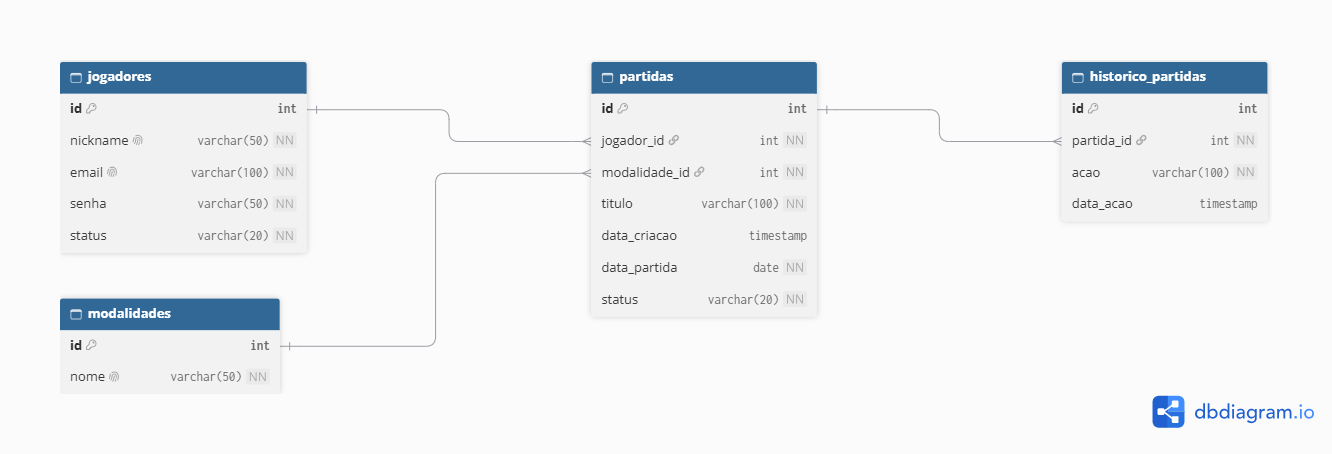 jogadores
id int
nickname varchar(50) NN
email varchar(100) NN
senha varchar(50) NN
status varchar(20) NN
modalidades
id int
nome varchar(50) NN
partidas
id int
jogador_id int NN
modalidade_id int NN
titulo varchar(100) NN
data_criacao timestamp
data_partida date NN
status varchar(20) NN
historico_partidas
id int
partida_id int NN
acao varchar(100) NN
data_acao timestamp
dbdiagram.io